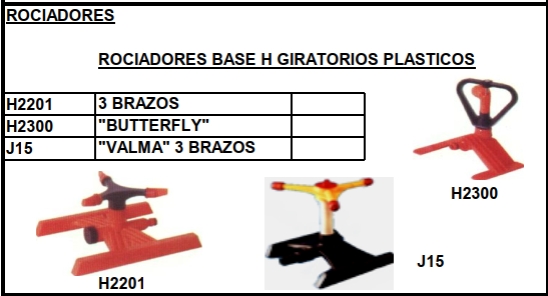 ROCIADORES
ROCIADORES BASE H GIRATORIOS PLASTICOS
H2201 3 BRAZOS
H2300 "BUTTERFLY"
J15 "VALMA" 3 BRAZOS
H2300
J15
H2201